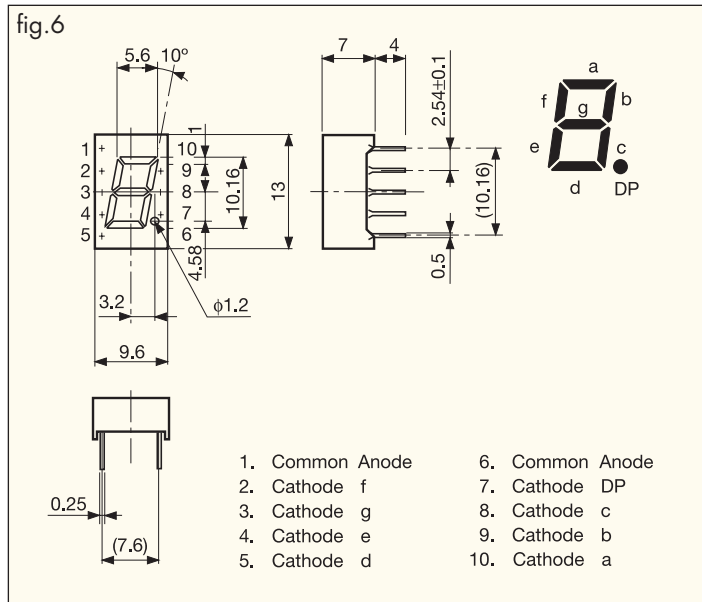 fig.6
5.6 10°
1
1 10
2 9
3 8
4 7
5 6
10.16
13
4.58
3.2
ϕ1.2
9.6
7 4
2.54±0.1
(10.16)
0.5
a
f g b
e c
d DP
0.25
(7.6)
1. Common Anode
2. Cathode f
3. Cathode g
4. Cathode e
5. Cathode d
6. Common Anode
7. Cathode DP
8. Cathode c
9. Cathode b
10. Cathode a